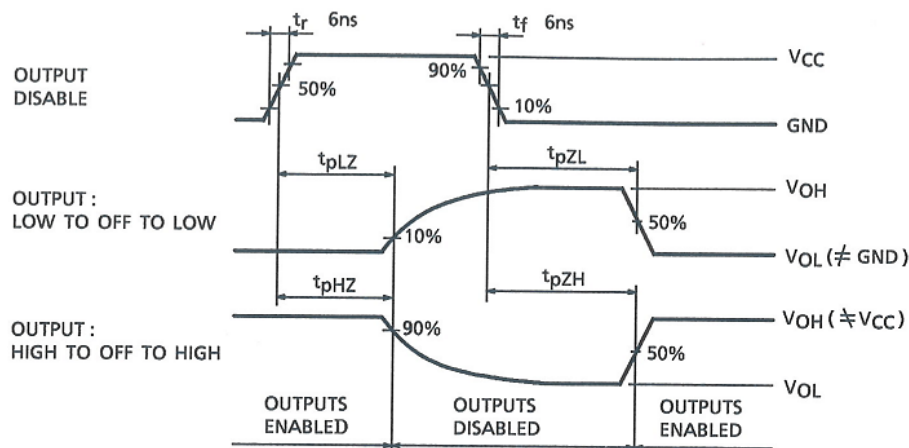 tr 6ns
tf 6ns
OUTPUT
DISABLE
50%
90%
10%
VCC
GND
tpLZ
tpZL
OUTPUT :
LOW TO OFF TO LOW
10%
VOH
50%
VOL (≠ GND)
tpHZ
tpZH
OUTPUT :
HIGH TO OFF TO HIGH
90%
VOH (≒VCC)
50%
VOL
OUTPUTS
ENABLED
OUTPUTS
DISABLED
OUTPUTS
ENABLED